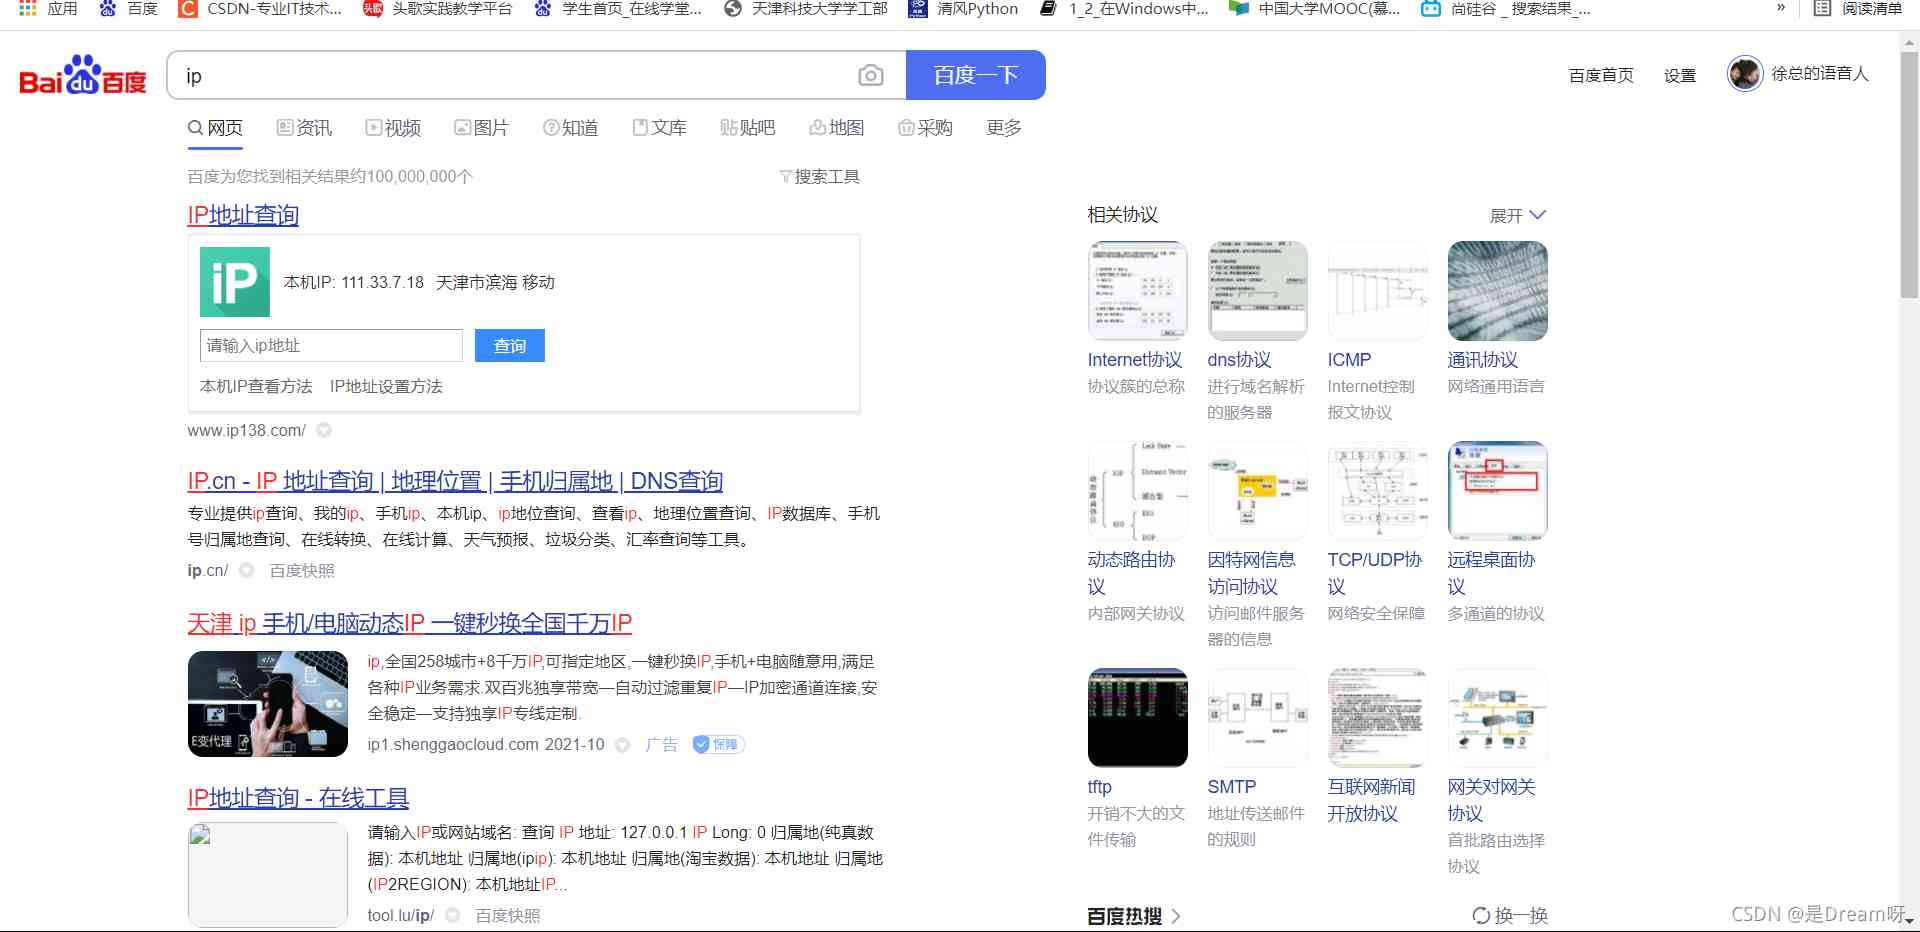 应用 百度 CSDN-专业IT技术... 头歌实践教学平台 学生首页_在线学堂... 天津科技大学学工部 清风Python 1_2_在Windows中... 中国大学MOOC(慕... 尚硅谷 _ 搜索结果_... » 阅读清单
Bai du 百度 ip 百度一下 百度首页 设置 徐总的语音人
网页 资讯 视频 图片 知道 文库 贴吧 地图 采购 更多
百度为您找到相关结果约100,000,000个 搜索工具
IP地址查询
iP 本机IP: 111.33.7.18 天津市滨海 移动
请输入ip地址 查询
本机IP查看方法 IP地址设置方法
www.ip138.com/
IP.cn - IP 地址查询 | 地理位置 | 手机归属地 | DNS查询
专业提供ip查询、我的ip、手机ip、本机ip、ip地位查询、查看ip、地理位置查询、IP数据库、手机
号归属地查询、在线转换、在线计算、天气预报、垃圾分类、汇率查询等工具。
ip.cn/ 百度快照
天津 ip 手机/电脑动态IP 一键秒换全国千万IP
E变代理
ip,全国258城市+8千万IP,可指定地区,一键秒换IP,手机+电脑随意用,满足
各种IP业务需求.双百兆独享带宽—自动过滤重复IP—IP加密通道连接,安
全稳定—支持独享IP专线定制.
ip1.shenggaocloud.com 2021-10 广告 保障
IP地址查询 - 在线工具
请输入IP或网站域名: 查询 IP 地址: 127.0.0.1 IP Long: 0 归属地(纯真数
据): 本机地址 归属地(ipip): 本机地址 归属地(淘宝数据): 本机地址 归属地
(IP2REGION): 本机地址IP...
tool.lu/ip/ 百度快照
相关协议 展开
Internet协议
协议簇的总称
dns协议
进行域名解析
的服务器
ICMP
Internet控制
报文协议
通讯协议
网络通用语言
动态路由协
议
内部网关协议
因特网信息
访问协议
访问邮件服务
器的信息
TCP/UDP协
议
网络安全保障
远程桌面协
议
多通道的协议
tftp
开销不大的文
件传输
SMTP
地址传送邮件
的规则
互联网新闻
开放协议
网关对网关
协议
首批路由选择
协议
百度热搜 换一换
CSDN @是Dream呀